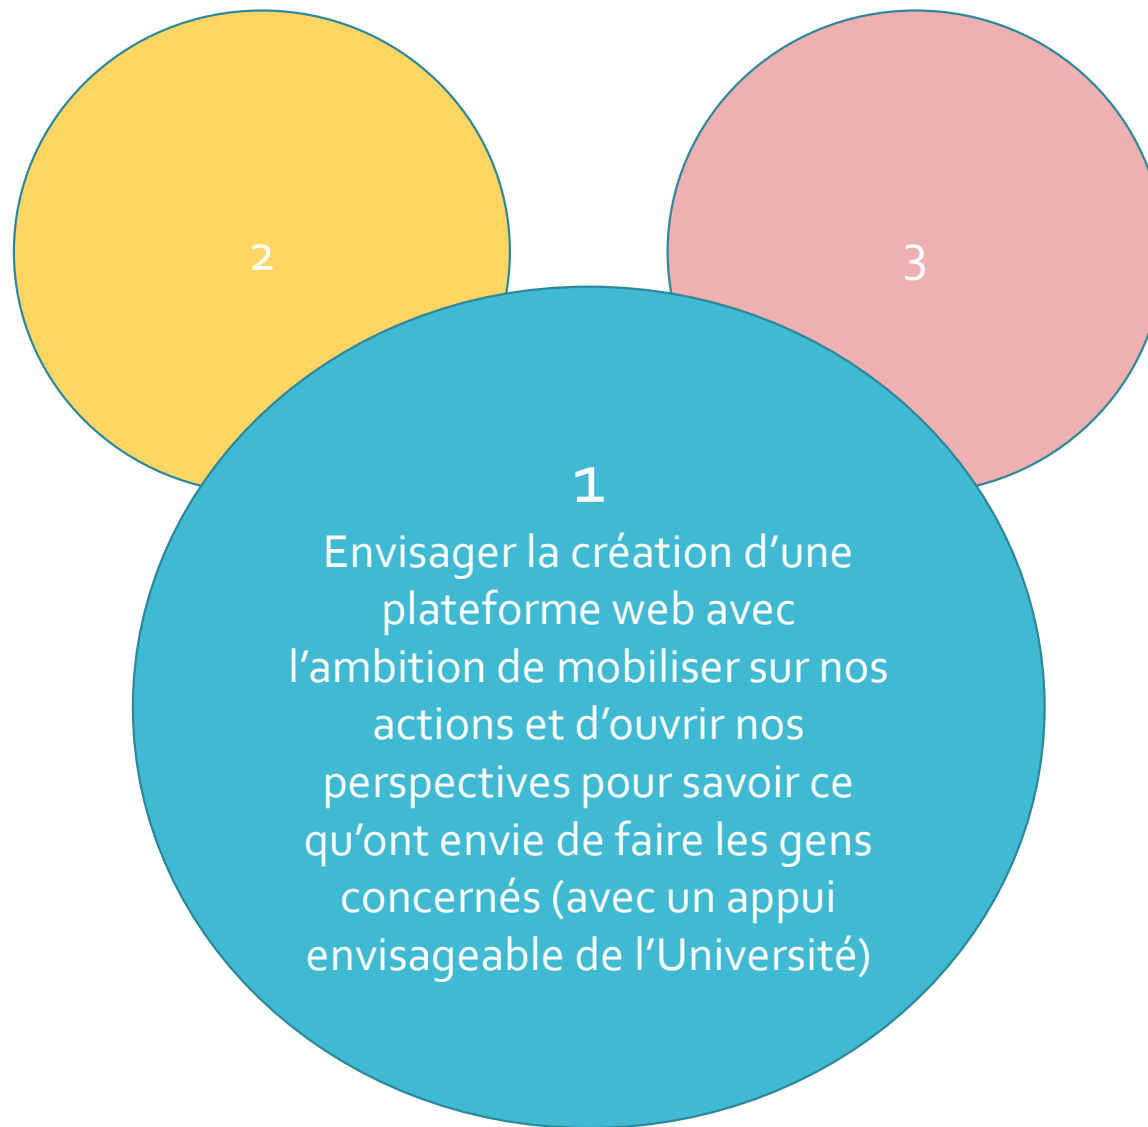 2
3
1
Envisager la création d’une
plateforme web avec
l’ambition de mobiliser sur nos
actions et d’ouvrir nos
perspectives pour savoir ce
qu’ont envie de faire les gens
concernés (avec un appui
envisageable de l’Université)